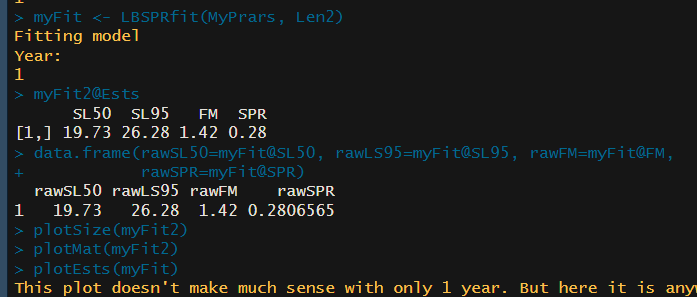 > myFit <- LBSPRfit(MyPrars, Len2)
Fitting model
Year:
1
> myFit2@Ests
SL50 SL95 FM SPR
[1,] 19.73 26.28 1.42 0.28
> data.frame(rawSL50=myFit@SL50, rawLS95=myFit@SL95, rawFM=myFit@FM,
+ rawSPR=myFit@SPR)
rawSL50 rawLS95 rawFM rawSPR
1 19.73 26.28 1.42 0.2806565
> plotSize(myFit2)
> plotMat(myFit2)
> plotEsts(myFit)
This plot doesn't make much sense with only 1 year. But here it is any